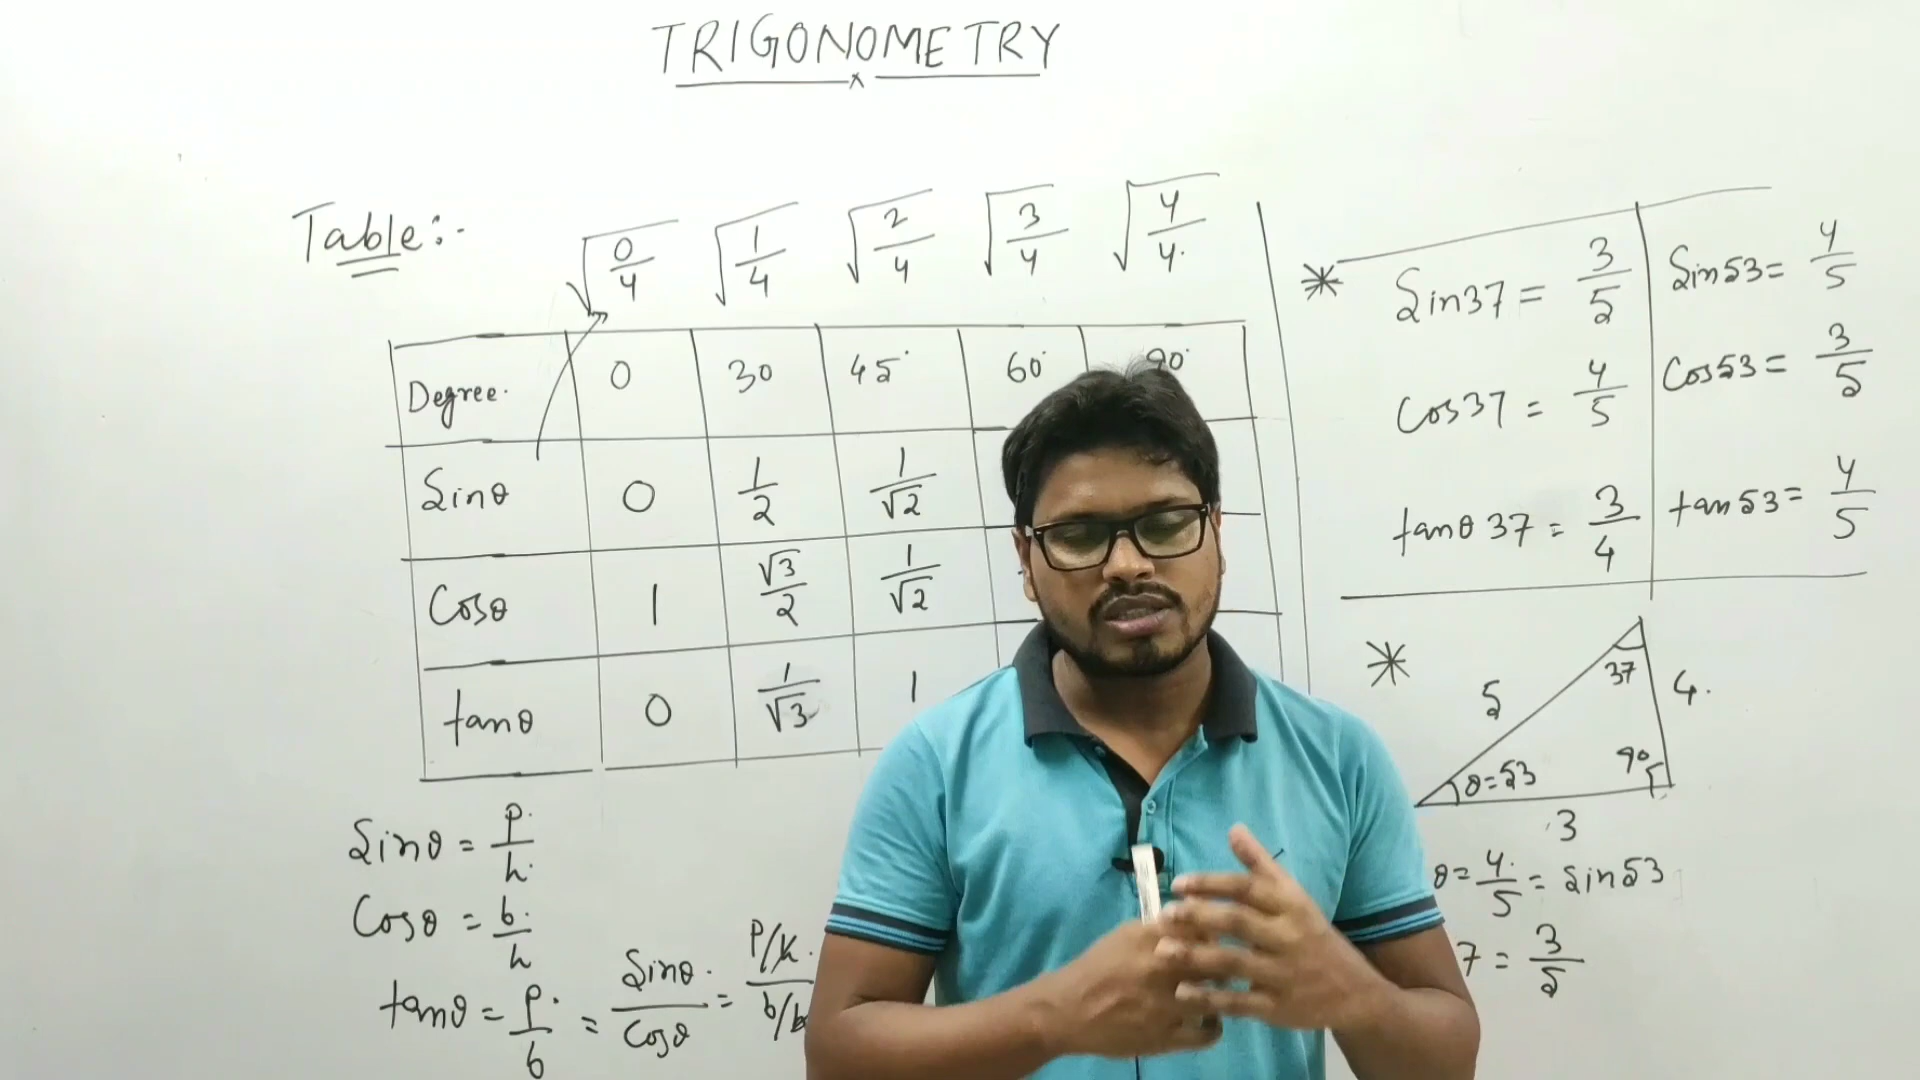 TRIGONOMETRY
x
Table:-
√0/4 √1/4 √2/4 √3/4 √4/4
Degree. 0 30 45° 60° 90°
Sinθ 0 1/2 1/√2
Cosθ 1 √3/2 1/√2
tanθ 0 1/√3 1
Sinθ = p/h
Cosθ = b/h
tanθ = p/b = Sinθ/Cosθ = P/h / b/h
* Sin37 = 3/5 Sin53 = 4/5
Cos37 = 4/5 Cos53 = 3/5
tanθ 37 = 3/4 tan53 = 4/5
*
37
5 4.
θ=53 90
3
θ = 4/5 = Sin53
7 = 3/5